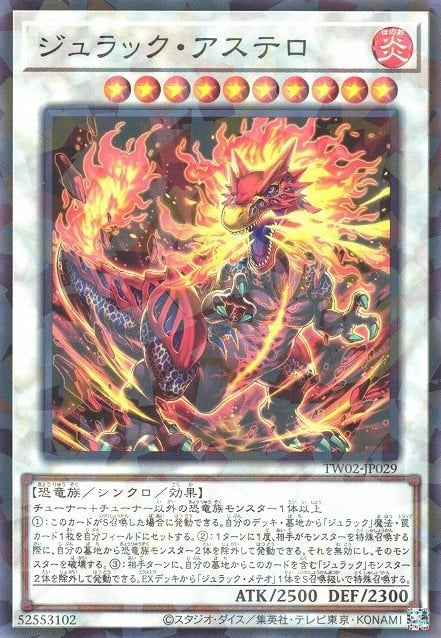 ジュラック・アステロ
炎
TW02-JP029
【恐竜族/シンクロ/効果】
チューナー+チューナー以外の恐竜族モンスター1体以上
①:このカードがS召喚した場合に発動できる。自分のデッキ・墓地から「ジュラック」魔法・罠
カード1枚を自分フィールドにセットする。②:1ターンに1度、相手がモンスターを特殊召喚する
際に、自分の墓地から恐竜族モンスター2体を除外して発動できる。それを無効にし、そのモンス
ターを破壊する。③:相手ターンに、自分の墓地からこのカードを含む「ジュラック」モンスター
2体を除外して発動できる。EXデッキから「ジュラック・メテオ」1体をS召喚扱いで特殊召喚する。
ATK/2500 DEF/2300
52553102
©スタジオ・ダイス/集英社・テレビ東京・KONAMI